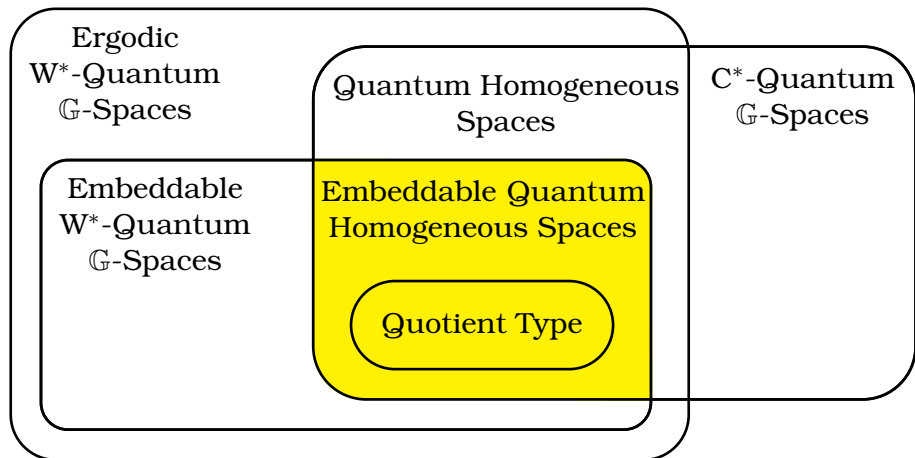 Ergodic
W*-Quantum
𝔾-Spaces
Quantum Homogeneous
Spaces
C*-Quantum
𝔾-Spaces
Embeddable
W*-Quantum
𝔾-Spaces
Embeddable Quantum
Homogeneous Spaces
Quotient Type